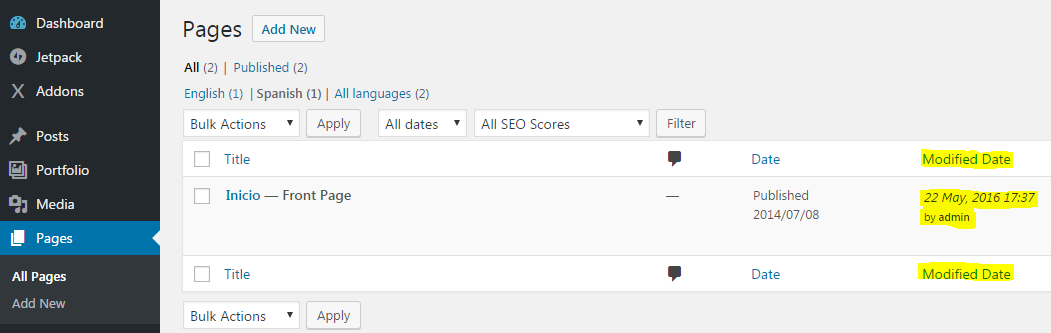 Dashboard
Jetpack
Addons
Posts
Portfolio
Media
Pages
All Pages
Add New
Pages Add New
All (2) | Published (2)
English (1) | Spanish (1) | All languages (2)
Bulk Actions Apply All dates All SEO Scores Filter
Title Date Modified Date
Inicio — Front Page — Published 22 May, 2016 17:37
2014/07/08 by admin
Title Date Modified Date
Bulk Actions Apply